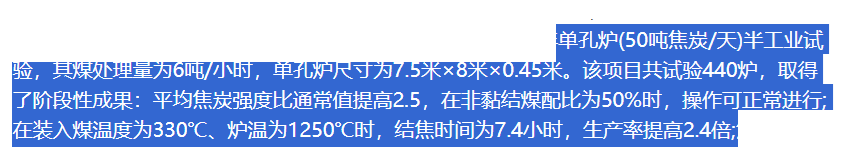 单孔炉(50吨焦炭/天)半工业试
验，其煤处理量为6吨/小时，单孔炉尺寸为7.5米×8米×0.45米。该项目共试验440炉，取得
了阶段性成果：平均焦炭强度比通常值提高2.5，在非黏结煤配比为50%时，操作可正常进行;
在装入煤温度为330℃、炉温为1250℃时，结焦时间为7.4小时，生产率提高2.4倍;